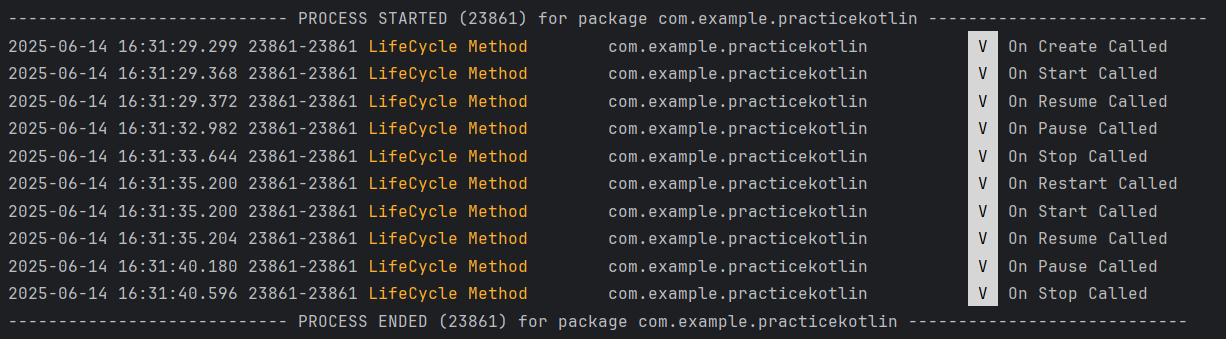 ---------------------------- PROCESS STARTED (23861) for package com.example.practicekotlin ----------------------------
2025-06-14 16:31:29.299 23861-23861 LifeCycle Method        com.example.practicekotlin          V  On Create Called
2025-06-14 16:31:29.368 23861-23861 LifeCycle Method        com.example.practicekotlin          V  On Start Called
2025-06-14 16:31:29.372 23861-23861 LifeCycle Method        com.example.practicekotlin          V  On Resume Called
2025-06-14 16:31:32.982 23861-23861 LifeCycle Method        com.example.practicekotlin          V  On Pause Called
2025-06-14 16:31:33.644 23861-23861 LifeCycle Method        com.example.practicekotlin          V  On Stop Called
2025-06-14 16:31:35.200 23861-23861 LifeCycle Method        com.example.practicekotlin          V  On Restart Called
2025-06-14 16:31:35.200 23861-23861 LifeCycle Method        com.example.practicekotlin          V  On Start Called
2025-06-14 16:31:35.204 23861-23861 LifeCycle Method        com.example.practicekotlin          V  On Resume Called
2025-06-14 16:31:40.180 23861-23861 LifeCycle Method        com.example.practicekotlin          V  On Pause Called
2025-06-14 16:31:40.596 23861-23861 LifeCycle Method        com.example.practicekotlin          V  On Stop Called
---------------------------- PROCESS ENDED (23861) for package com.example.practicekotlin ----------------------------